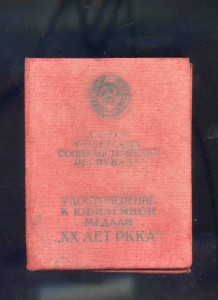 СОЮЗ
СОВЕТСКИХ
СОЦИАЛИСТИЧЕСКИХ
РЕСПУБЛИК
УДОСТОВЕРЕНИЕ
К ЮБИЛЕЙНОЙ
МЕДАЛИ
„XX ЛЕТ РККА"